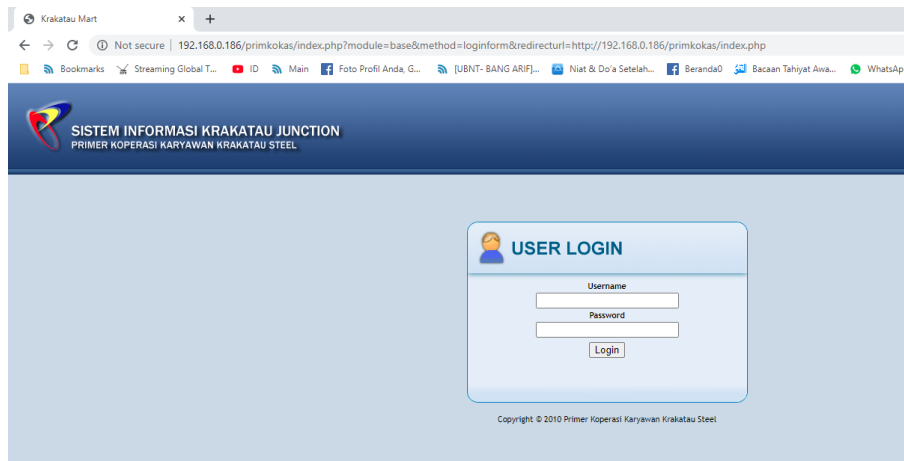 Krakatau Mart
Not secure | 192.168.0.186/primkokas/index.php?module=base&method=loginform&redirecturl=http://192.168.0.186/primkokas/index.php
Bookmarks Streaming Global T... ID Main Foto Profil Anda, G... [UBNT- BANG ARIF]... Niat & Do'a Setelah... Beranda0 Bacaan Tahiyat Awa... WhatsAp
SISTEM INFORMASI KRAKATAU JUNCTION
PRIMER KOPERASI KARYAWAN KRAKATAU STEEL
USER LOGIN
Username
Password
Login
Copyright © 2010 Primer Koperasi Karyawan Krakatau Steel